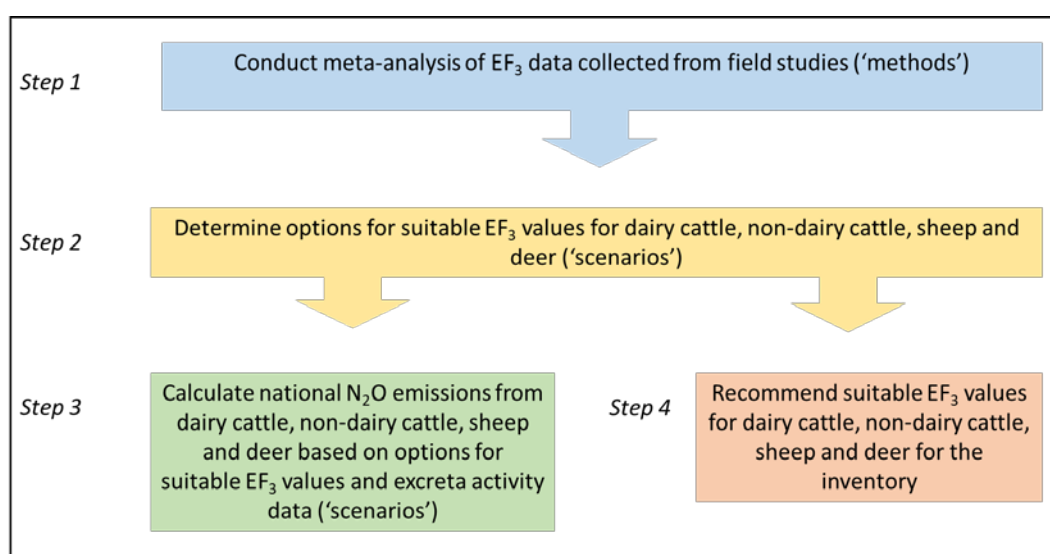 Step 1
Conduct meta-analysis of EF₃ data collected from field studies (‘methods’)
Step 2
Determine options for suitable EF₃ values for dairy cattle, non-dairy cattle, sheep and
deer (‘scenarios’)
Step 3
Calculate national N₂O emissions from
dairy cattle, non-dairy cattle, sheep
and deer based on options for
suitable EF₃ values and excreta activity
data (‘scenarios’)
Step 4
Recommend suitable EF₃ values
for dairy cattle, non-dairy cattle,
sheep and deer for the
inventory